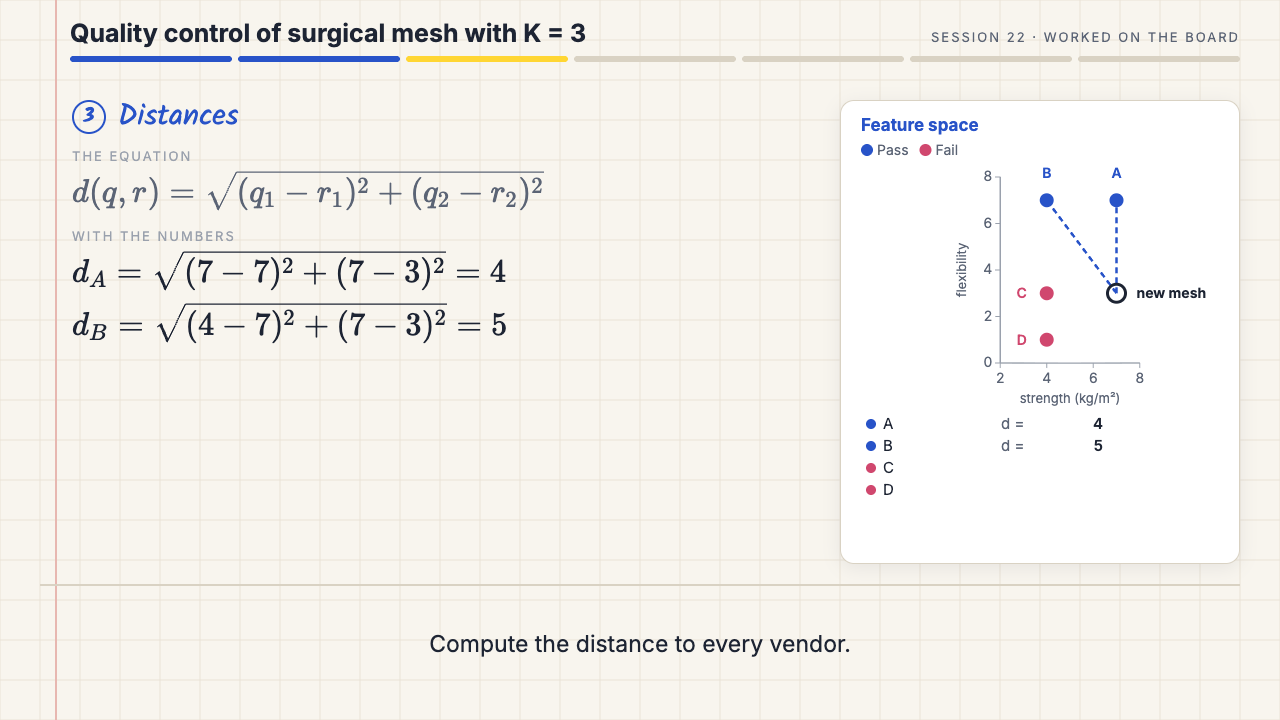 Quality control of surgical mesh with K = 3
SESSION 22 · WORKED ON THE BOARD
3 Distances
THE EQUATION
d(q, r) = √(q₁ − r₁)² + (q₂ − r₂)²
WITH THE NUMBERS
d_A = √(7 − 7)² + (7 − 3)² = 4
d_B = √(4 − 7)² + (7 − 3)² = 5
Feature space
Pass Fail
B A
8
6
4
2
0
flexibility
C
D
new mesh
2 4 6 8
strength (kg/m²)
A d = 4
B d = 5
C
D
Compute the distance to every vendor.